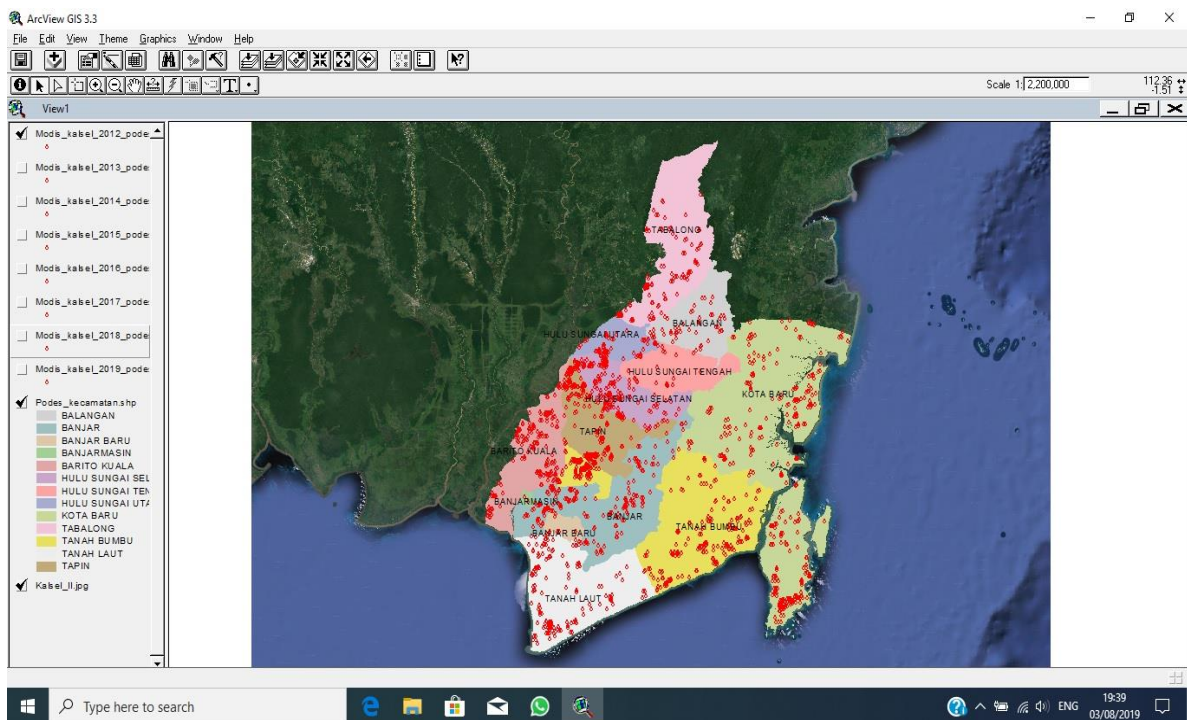 ArcView GIS 3.3
File Edit View Theme Graphics Window Help
Scale 1: 2,200,000
112.36
-1.51
View1
Modis_kalsel_2012_pode
Modis_kalsel_2013_pode
Modis_kalsel_2014_pode
Modis_kalsel_2015_pode
Modis_kalsel_2016_pode
Modis_kalsel_2017_pode
Modis_kalsel_2018_pode
Modis_kalsel_2019_pode
Podes_kecamatan.shp
BALANGAN
BANJAR
BANJAR BARU
BANJARMASIN
BARITO KUALA
HULU SUNGAI SEL
HULU SUNGAI TEN
HULU SUNGAI UTA
KOTA BARU
TABALONG
TANAH BUMBU
TANAH LAUT
TAPIN
Kalsel_II.jpg
TABALONG
BALANGAN
HULU SUNGAI UTARA
HULU SUNGAI TENGAH
KOTA BARU
HULU SUNGAI SELATAN
TAPIN
BARITO KUALA
BANJARMASIN
BANJAR
TANAH BUMBU
BANJAR BARU
TANAH LAUT
Type here to search
ENG
19:39
03/08/2019